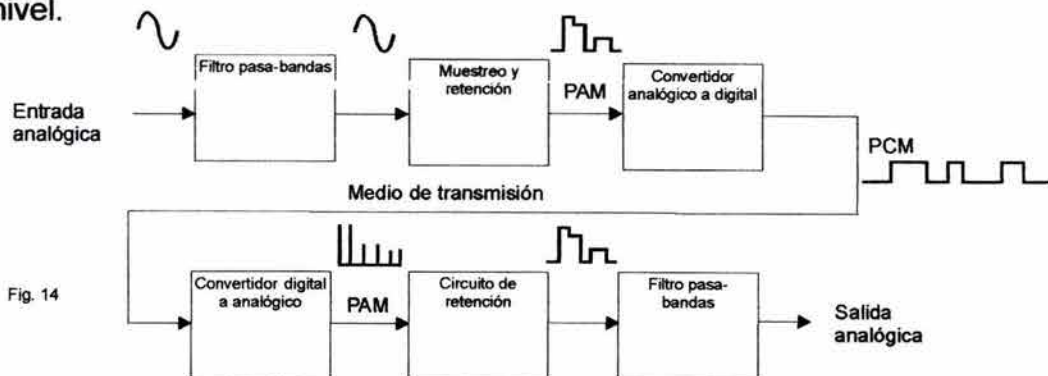 nivel.
Filtro pasa-bandas
Muestreo y
retención
Convertidor
analógico a digital
Entrada
analógica
PAM
PCM
Medio de transmisión
Convertidor digital
a analógico
PAM
Circuito de
retención
Filtro pasa-
bandas
Fig. 14
Salida
analógica